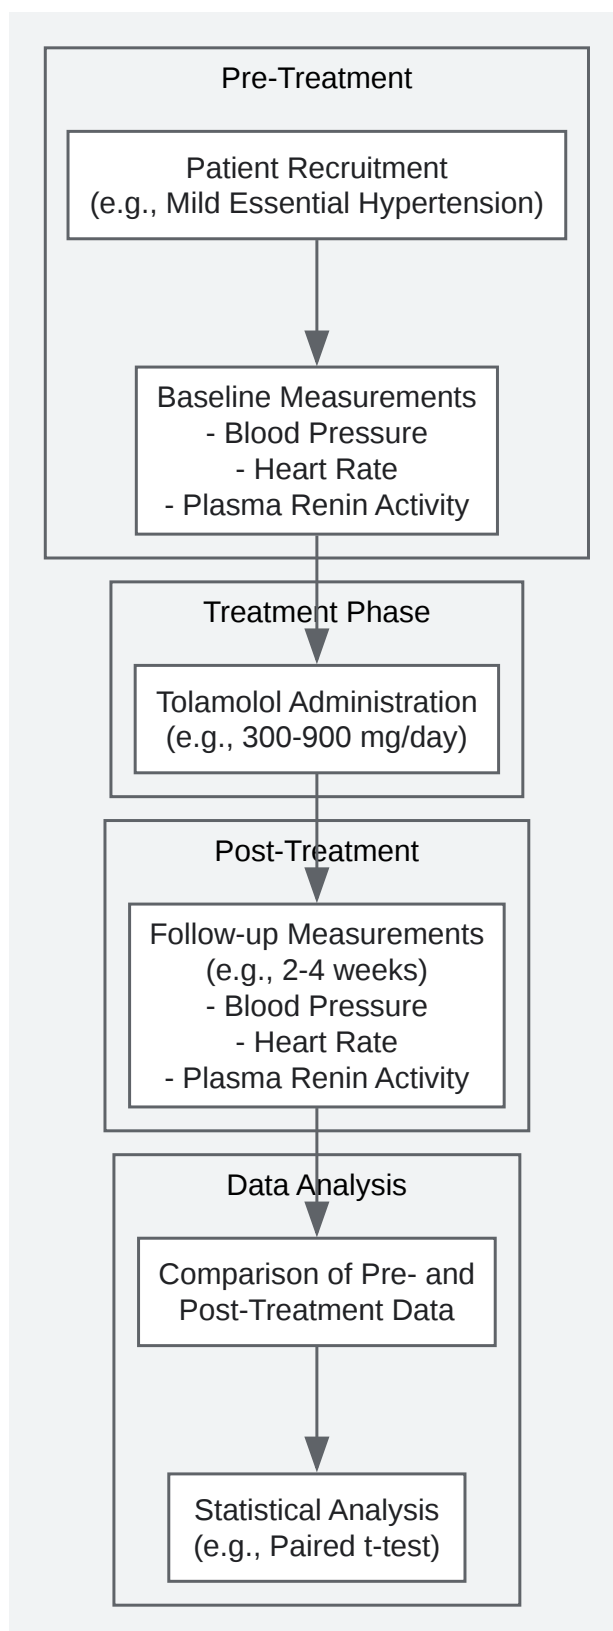 Pre-Treatment
Patient Recruitment
(e.g., Mild Essential Hypertension)
Baseline Measurements
- Blood Pressure
- Heart Rate
- Plasma Renin Activity
Treatment Phase
Tolamolol Administration
(e.g., 300-900 mg/day)
Post-Treatment
Follow-up Measurements
(e.g., 2-4 weeks)
- Blood Pressure
- Heart Rate
- Plasma Renin Activity
Data Analysis
Comparison of Pre- and
Post-Treatment Data
Statistical Analysis
(e.g., Paired t-test)